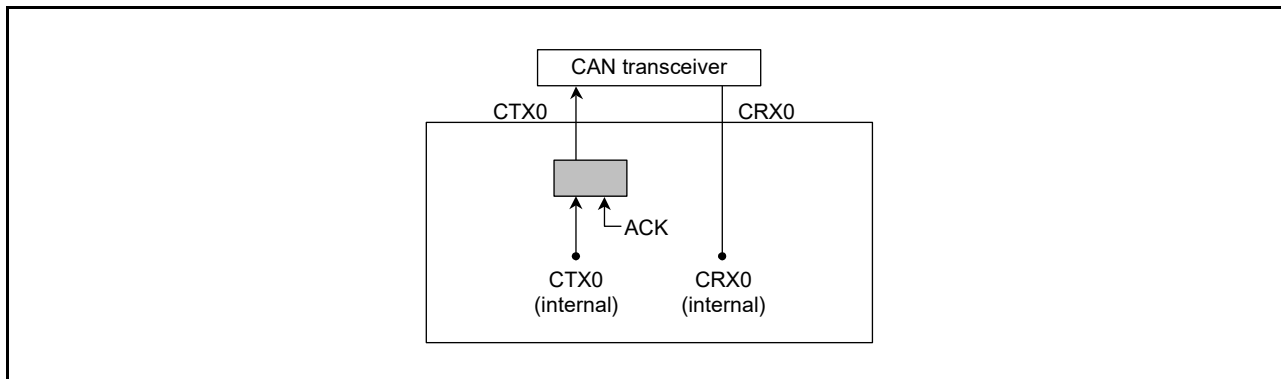 CAN transceiver
CTX0
CRX0
ACK
CTX0
(internal)
CRX0
(internal)